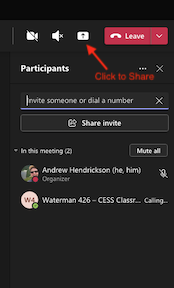 Leave
Click to Share
Participants
Invite someone or dial a number
Share invite
In this meeting (2)
Mute all
Andrew Hendrickson (he, him)
Organizer
W4
Waterman 426 – CESS Classr... Calling...